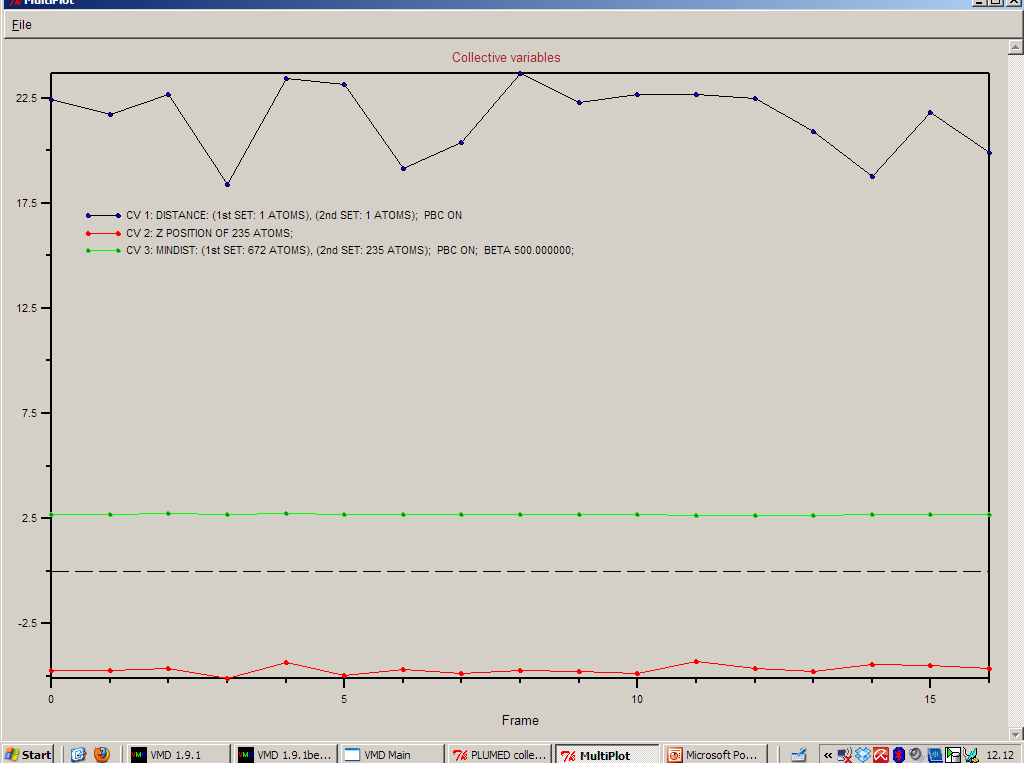 MultiPlot
File
Collective variables
22.5
17.5
CV 1: DISTANCE: (1st SET: 1 ATOMS), (2nd SET: 1 ATOMS);  PBC ON
CV 2: Z POSITION OF 235 ATOMS;
CV 3: MINDIST: (1st SET: 672 ATOMS), (2nd SET: 235 ATOMS);  PBC ON;  BETA 500.000000;
12.5
7.5
2.5
-2.5
0 5 10 15
Frame
Start VMD 1.9.1 VMD 1.9.1be... VMD Main PLUMED colle... MultiPlot Microsoft Po... « 12.12